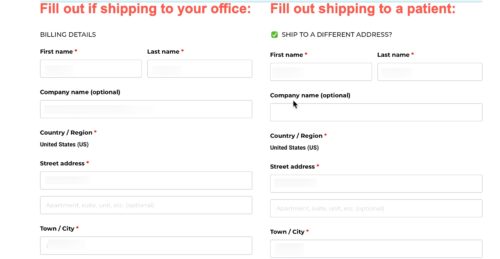 Fill out if shipping to your office:
BILLING DETAILS
First name *
Last name *
Company name (optional)
Country / Region *
United States (US)
Street address *
Apartment, suite, unit, etc. (optional)
Town / City *
Fill out shipping to a patient:
SHIP TO A DIFFERENT ADDRESS?
First name *
Last name *
Company name (optional)
Country / Region *
United States (US)
Street address *
Apartment, suite, unit, etc. (optional)
Town / City *